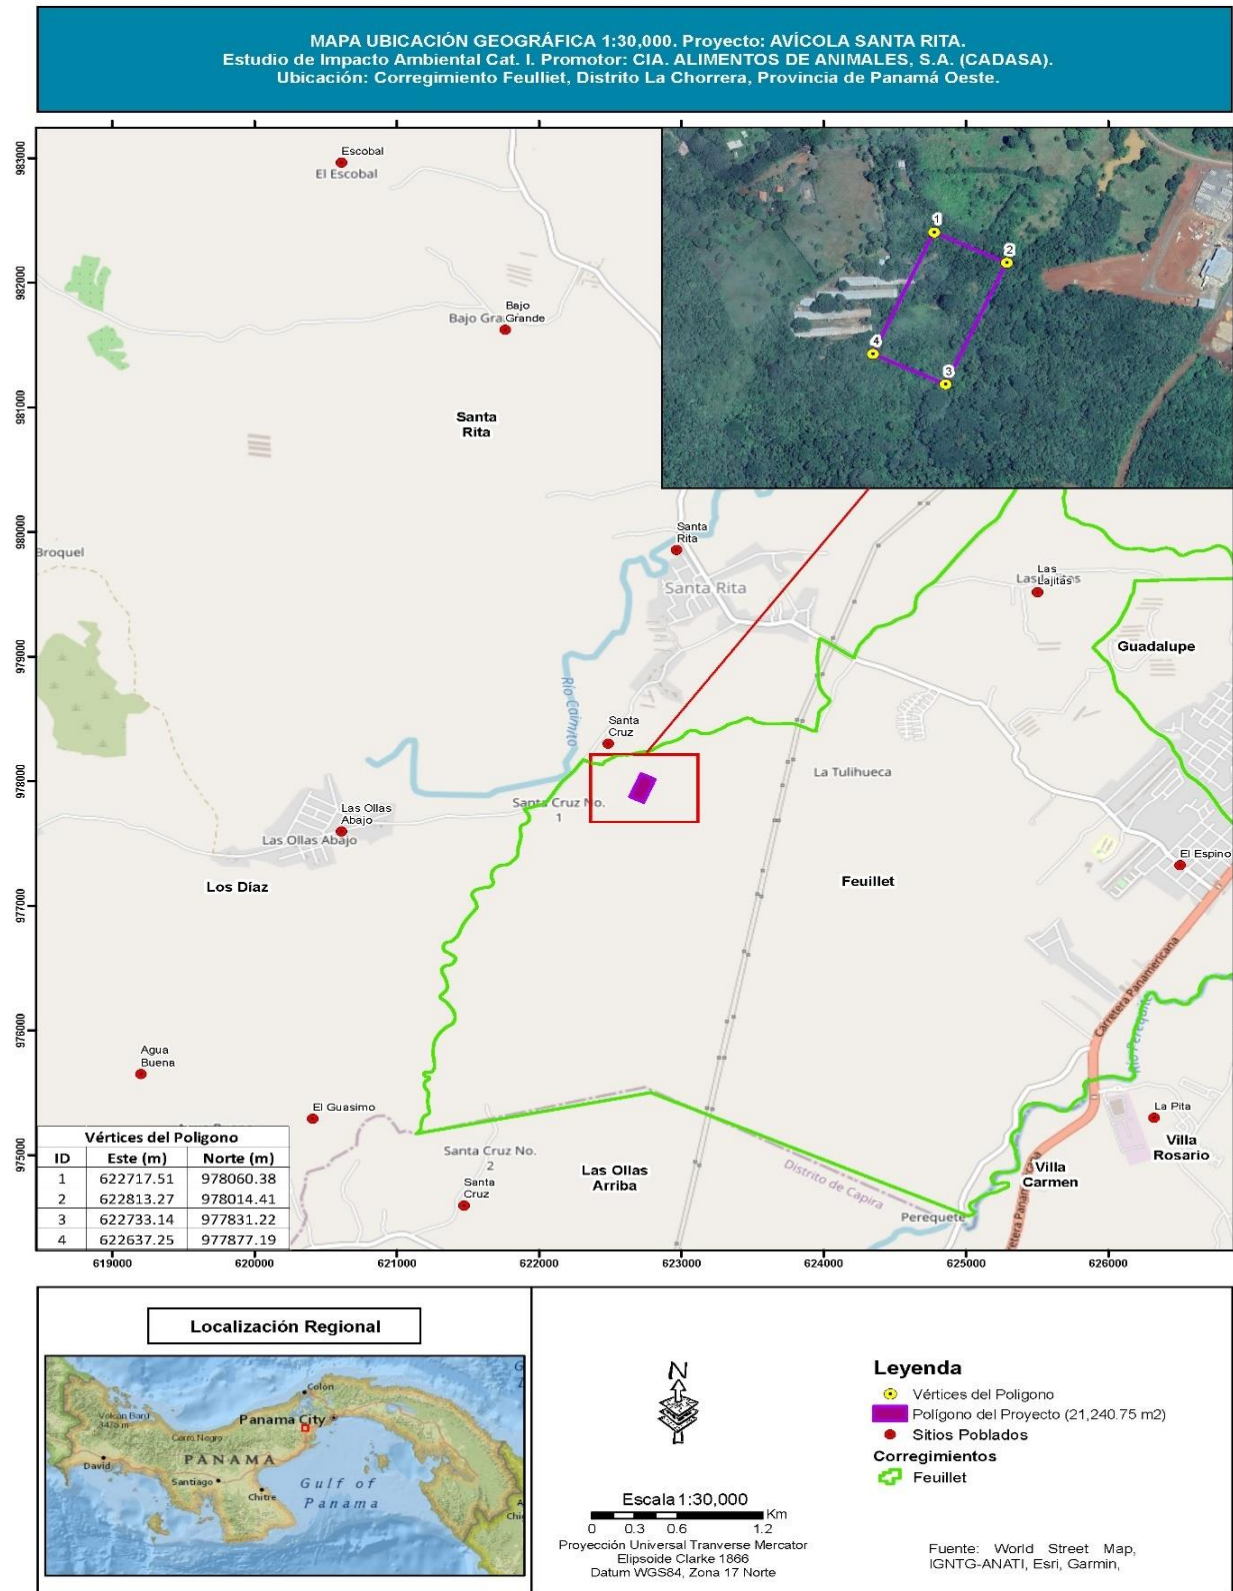 MAPA UBICACIÓN GEOGRÁFICA 1:30,000. Proyecto: AVÍCOLA SANTA RITA.
Estudio de Impacto Ambiental Cat. I. Promotor: CIA. ALIMENTOS DE ANIMALES, S.A. (CADASA).
Ubicación: Corregimiento Feulliet, Distrito La Chorrera, Provincia de Panamá Oeste.
983000
982000
981000
980000
979000
978000
977000
976000
975000
Escobal
El Escobal
1
2
3
4
Bajo
Grande
Bajo Gra
Santa
Rita
Broquel
Santa
Rita
Santa Rita
Las
Lajitas
Guadalupe
Río Caimito
Santa
Cruz
La Tulihueca
Santa Cruz No.
1
Las Ollas
Abajo
Las Ollas Abajo
El Espino
Los Díaz
Feuillet
Carretera Panamericana
Río Perequete
Agua
Buena
El Guasimo
La Pita
Villa
Rosario
Santa Cruz No.
2
Las Ollas
Arriba
Villa
Carmen
Santa
Cruz
Distrito de Capira
Perequete
Vértices del Poligono
ID Este (m) Norte (m)
1 622717.51 978060.38
2 622813.27 978014.41
3 622733.14 977831.22
4 622637.25 977877.19
619000 620000 621000 622000 623000 624000 625000 626000
Localización Regional
Colon
Panama City
Volcán Barú
3475 m
Cerro Negro
PANAMA
David
Santiago
Chitre
Gulf of
Panama
N
Escala 1:30,000
Km
0 0.3 0.6 1.2
Proyección Universal Tranverse Mercator
Elipsoide Clarke 1866
Datum WGS84, Zona 17 Norte
Leyenda
Vértices del Poligono
Polígono del Proyecto (21,240.75 m2)
Sitios Poblados
Corregimientos
Feuillet
Fuente: World Street Map,
IGNTG-ANATI, Esri, Garmin,